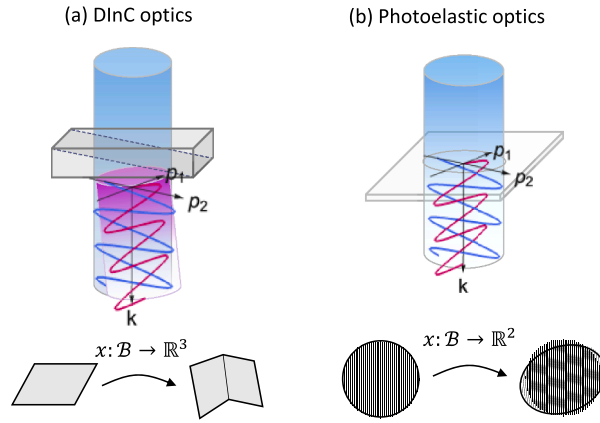 (a) DInC optics
(b) Photoelastic optics
p₁
p₂
k
p₁
p₂
k
x: ℬ → ℝ³
x: ℬ → ℝ²